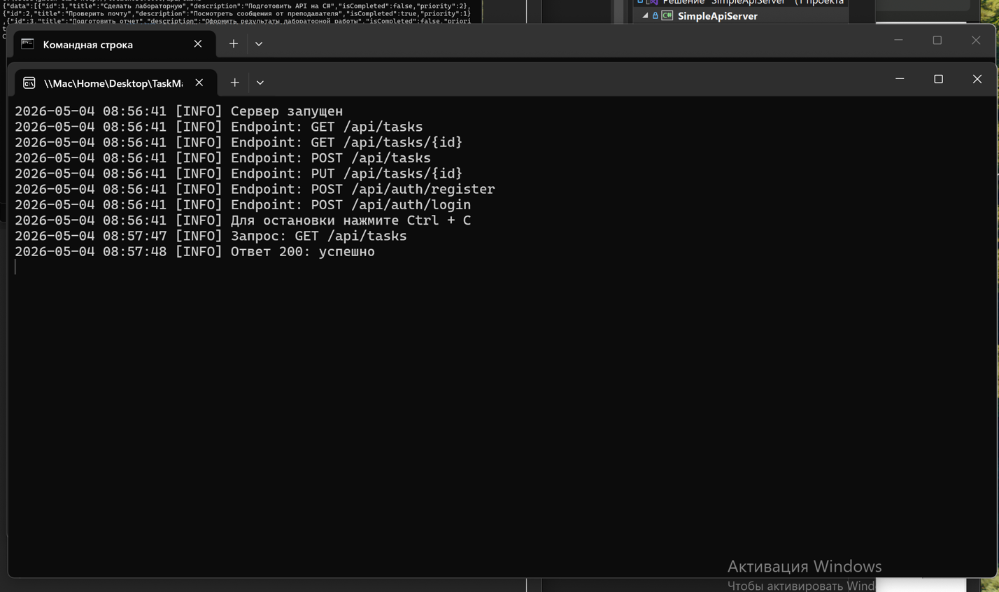 {"data":[{"id":1,"title":"Сделать лабораторную","description":"Подготовить API на C#","isCompleted":false,"priority":2},
{"id":2,"title":"Проверить почту","description":"Посмотреть сообщения от преподавателя","isCompleted":true,"priority":1}
,{"id":3,"title":"Подготовить отчет","description":"Оформить результаты лабораторной работы","isCompleted":false,"priori
Решение "SimpleApiServer" (1 проекта
SimpleApiServer
Командная строка
\\Mac\Home\Desktop\TaskMa
2026-05-04 08:56:41 [INFO] Сервер запущен
2026-05-04 08:56:41 [INFO] Endpoint: GET /api/tasks
2026-05-04 08:56:41 [INFO] Endpoint: GET /api/tasks/{id}
2026-05-04 08:56:41 [INFO] Endpoint: POST /api/tasks
2026-05-04 08:56:41 [INFO] Endpoint: PUT /api/tasks/{id}
2026-05-04 08:56:41 [INFO] Endpoint: POST /api/auth/register
2026-05-04 08:56:41 [INFO] Endpoint: POST /api/auth/login
2026-05-04 08:56:41 [INFO] Для остановки нажмите Ctrl + C
2026-05-04 08:57:47 [INFO] Запрос: GET /api/tasks
2026-05-04 08:57:48 [INFO] Ответ 200: успешно
Активация Windows
Чтобы активировать Wind